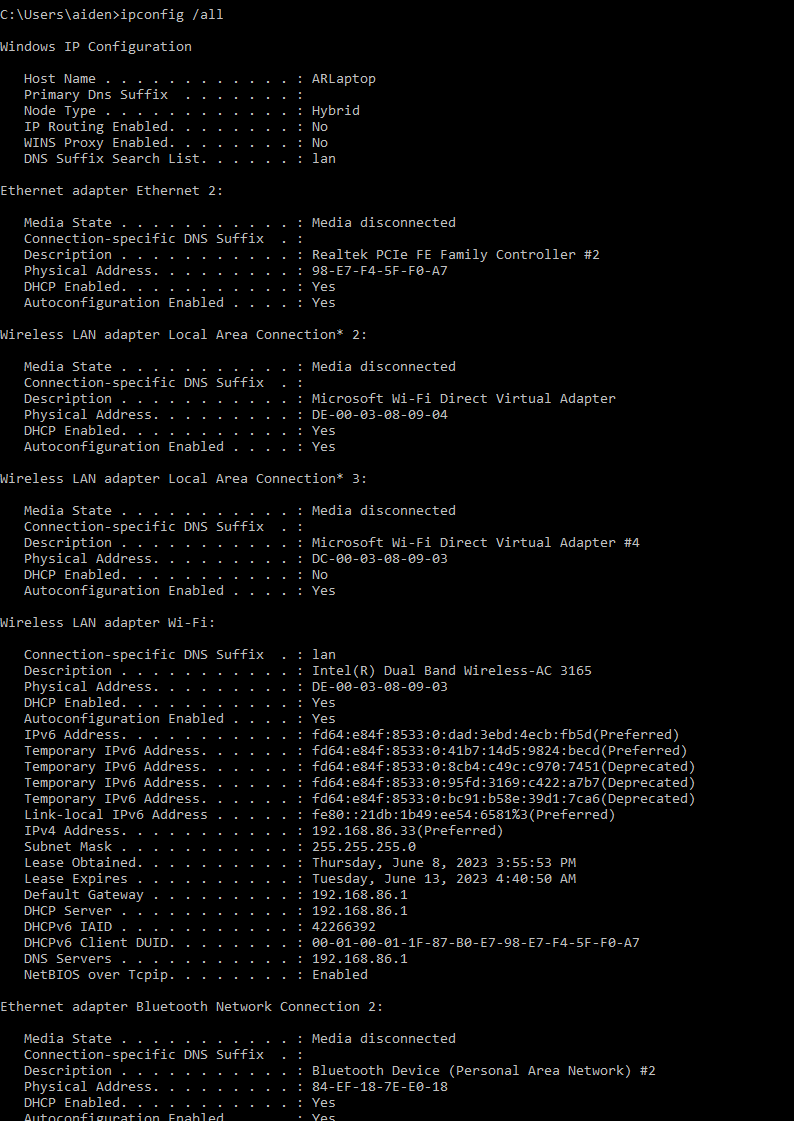 C:\Users\aiden>ipconfig /all
Windows IP Configuration
Host Name . . . . . . . . . . . . : ARLaptop
Primary Dns Suffix  . . . . . . . :
Node Type . . . . . . . . . . . . : Hybrid
IP Routing Enabled. . . . . . . . : No
WINS Proxy Enabled. . . . . . . . : No
DNS Suffix Search List. . . . . . : lan
Ethernet adapter Ethernet 2:
Media State . . . . . . . . . . . : Media disconnected
Connection-specific DNS Suffix  . :
Description . . . . . . . . . . . : Realtek PCIe FE Family Controller #2
Physical Address. . . . . . . . . : 98-E7-F4-5F-F0-A7
DHCP Enabled. . . . . . . . . . . : Yes
Autoconfiguration Enabled . . . . : Yes
Wireless LAN adapter Local Area Connection* 2:
Media State . . . . . . . . . . . : Media disconnected
Connection-specific DNS Suffix  . :
Description . . . . . . . . . . . : Microsoft Wi-Fi Direct Virtual Adapter
Physical Address. . . . . . . . . : DE-00-03-08-09-04
DHCP Enabled. . . . . . . . . . . : Yes
Autoconfiguration Enabled . . . . : Yes
Wireless LAN adapter Local Area Connection* 3:
Media State . . . . . . . . . . . : Media disconnected
Connection-specific DNS Suffix  . :
Description . . . . . . . . . . . : Microsoft Wi-Fi Direct Virtual Adapter #4
Physical Address. . . . . . . . . : DC-00-03-08-09-03
DHCP Enabled. . . . . . . . . . . : No
Autoconfiguration Enabled . . . . : Yes
Wireless LAN adapter Wi-Fi:
Connection-specific DNS Suffix  . : lan
Description . . . . . . . . . . . : Intel(R) Dual Band Wireless-AC 3165
Physical Address. . . . . . . . . : DE-00-03-08-09-03
DHCP Enabled. . . . . . . . . . . : Yes
Autoconfiguration Enabled . . . . : Yes
IPv6 Address. . . . . . . . . . . : fd64:e84f:8533:0:dad:3ebd:4ecb:fb5d(Preferred)
Temporary IPv6 Address. . . . . . : fd64:e84f:8533:0:41b7:14d5:9824:becd(Preferred)
Temporary IPv6 Address. . . . . . : fd64:e84f:8533:0:8cb4:c49c:c970:7451(Deprecated)
Temporary IPv6 Address. . . . . . : fd64:e84f:8533:0:95fd:3169:c422:a7b7(Deprecated)
Temporary IPv6 Address. . . . . . : fd64:e84f:8533:0:bc91:b58e:39d1:7ca6(Deprecated)
Link-local IPv6 Address . . . . . : fe80::21db:1b49:ee54:6581%3(Preferred)
IPv4 Address. . . . . . . . . . . : 192.168.86.33(Preferred)
Subnet Mask . . . . . . . . . . . : 255.255.255.0
Lease Obtained. . . . . . . . . . : Thursday, June 8, 2023 3:55:53 PM
Lease Expires . . . . . . . . . . : Tuesday, June 13, 2023 4:40:50 AM
Default Gateway . . . . . . . . . : 192.168.86.1
DHCP Server . . . . . . . . . . . : 192.168.86.1
DHCPv6 IAID . . . . . . . . . . . : 42266392
DHCPv6 Client DUID. . . . . . . . : 00-01-00-01-1F-87-B0-E7-98-E7-F4-5F-F0-A7
DNS Servers . . . . . . . . . . . : 192.168.86.1
NetBIOS over Tcpip. . . . . . . . : Enabled
Ethernet adapter Bluetooth Network Connection 2:
Media State . . . . . . . . . . . : Media disconnected
Connection-specific DNS Suffix  . :
Description . . . . . . . . . . . : Bluetooth Device (Personal Area Network) #2
Physical Address. . . . . . . . . : 84-EF-18-7E-E0-18
DHCP Enabled. . . . . . . . . . . : Yes
Autoconfiguration Enabled . . . . : Yes